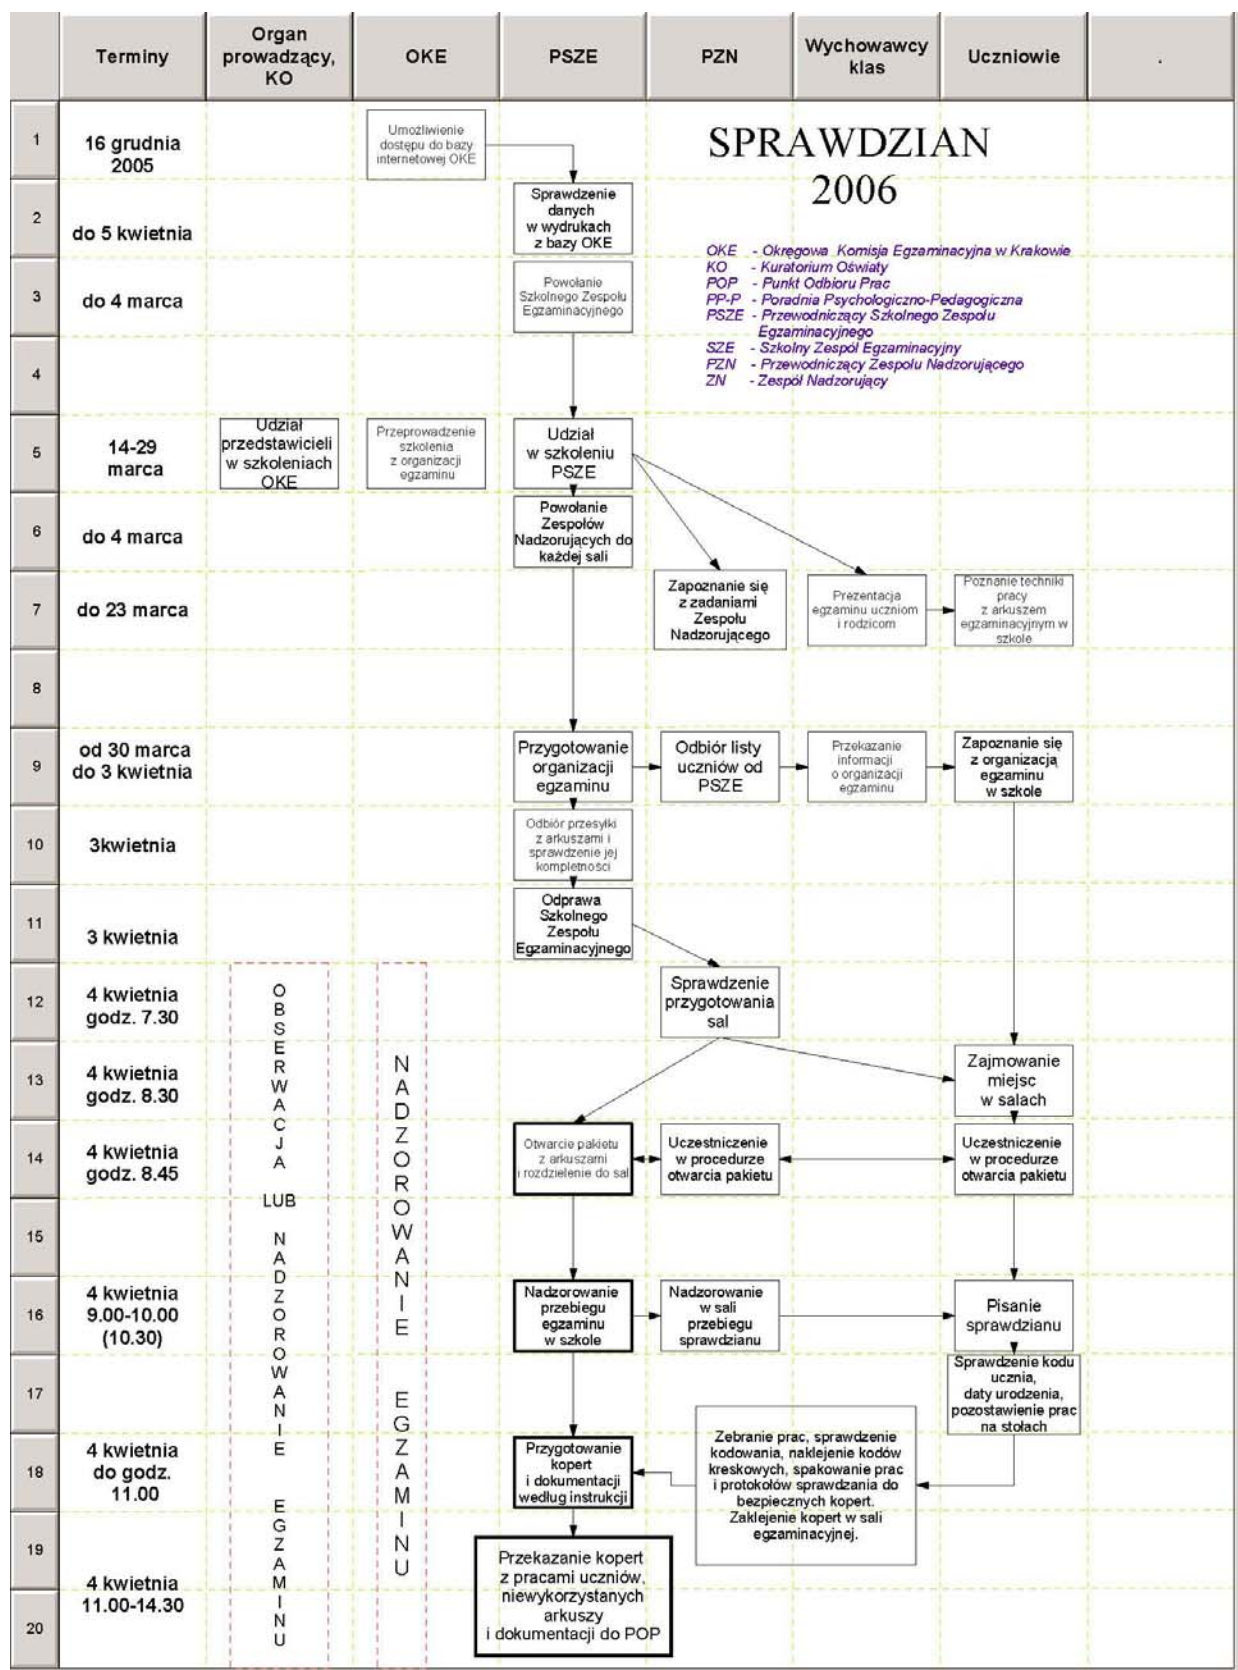 Terminy
Organ
prowadzący,
KO
OKE
PSZE
PZN
Wychowawcy
klas
Uczniowie
.
SPRAWDZIAN
2006
OKE - Okręgowa Komisja Egzaminacyjna w Krakowie
KO - Kuratorium Oświaty
POP - Punkt Odbioru Prac
PP-P - Poradnia Psychologiczno-Pedagogiczna
PSZE - Przewodniczący Szkolnego Zespołu
Egzaminacyjnego
SZE - Szkolny Zespół Egzaminacyjny
PZN - Przewodniczący Zespołu Nadzorującego
ZN - Zespół Nadzorujący
1
16 grudnia
2005
Umożliwienie
dostępu do bazy
internetowej OKE
2
do 5 kwietnia
Sprawdzenie
danych
w wydrukach
z bazy OKE
3
do 4 marca
Powołanie
Szkolnego Zespołu
Egzaminacyjnego
4
5
14-29
marca
Udział
przedstawicieli
w szkoleniach
OKE
Przeprowadzenie
szkolenia
z organizacji
egzaminu
Udział
w szkoleniu
PSZE
6
do 4 marca
Powołanie
Zespołów
Nadzorujących do
każdej sali
7
do 23 marca
Zapoznanie się
z zadaniami
Zespołu
Nadzorującego
Prezentacja
egzaminu uczniom
i rodzicom
Poznanie techniki
pracy
z arkuszem
egzaminacyjnym w
szkole
8
9
od 30 marca
do 3 kwietnia
Przygotowanie
organizacji
egzaminu
Odbiór listy
uczniów od
PSZE
Przekazanie
informacji
o organizacji
egzaminu
Zapoznanie się
z organizacją
egzaminu
w szkole
10
3kwietnia
Odbiór przesyłki
z arkuszami i
sprawdzenie jej
kompletności
11
3 kwietnia
Odprawa
Szkolnego
Zespołu
Egzaminacyjnego
OBSERWACJA
LUB
NADZOROWANIE
EGZAMINU
NADZOROWANIE
EGZAMINU
12
4 kwietnia
godz. 7.30
Sprawdzenie
przygotowania
sal
13
4 kwietnia
godz. 8.30
Zajmowanie
miejsc
w salach
14
4 kwietnia
godz. 8.45
Otwarcie pakietu
z arkuszami
i rozdzielenie do sal
Uczestniczenie
w procedurze
otwarcia pakietu
Uczestniczenie
w procedurze
otwarcia pakietu
15
16
4 kwietnia
9.00-10.00
(10.30)
Nadzorowanie
przebiegu
egzaminu
w szkole
Nadzorowanie
w sali
przebiegu
sprawdzianu
Pisanie
sprawdzianu
17
Sprawdzenie kodu
ucznia,
daty urodzenia,
pozostawienie prac
na stołach
18
4 kwietnia
do godz.
11.00
Przygotowanie
kopert
i dokumentacji
według instrukcji
Zebranie prac, sprawdzenie
kodowania, naklejenie kodów
kreskowych, spakowanie prac
i protokołów sprawdzania do
bezpiecznych kopert.
Zaklejenie kopert w sali
egzaminacyjnej.
19
4 kwietnia
11.00-14.30
Przekazanie kopert
z pracami uczniów,
niewykorzystanych
arkuszy
i dokumentacji do POP
20